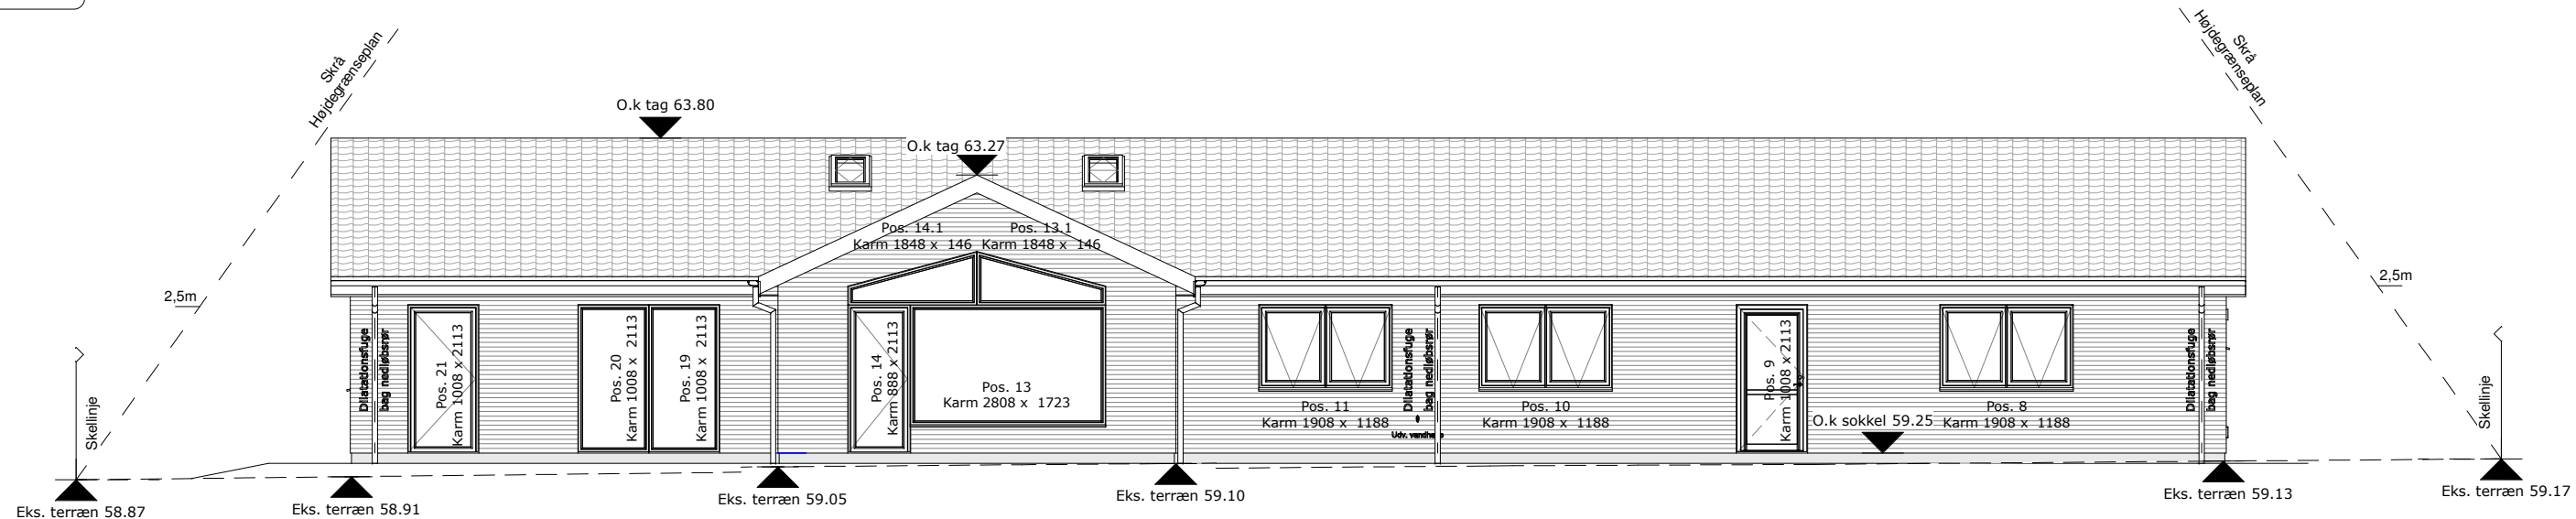 Skrå
Højdegrænseplan
Skrå
Højdegrænseplan
O.k tag 63.80
O.k tag 63.27
Pos. 14.1
Karm 1848 x 146
Pos. 13.1
Karm 1848 x 146
2,5m
2,5m
Skellinje
Dilatationsfuge
bag nedløbsrør
Pos. 21
Karm 1008 x 2113
Pos. 20
Karm 1008 x 2113
Pos. 19
Karm 1008 x 2113
Pos. 14
Karm 888 x 2113
Pos. 13
Karm 2808 x 1723
Pos. 11
Karm 1908 x 1188
Dilatationsfuge
bag nedløbsrør
Udv. vandhane
Pos. 10
Karm 1908 x 1188
Pos. 9
Karm 1008 x 2113
O.k sokkel 59.25
Pos. 8
Karm 1908 x 1188
Dilatationsfuge
bag nedløbsrør
Skellinje
Eks. terræn 58.87
Eks. terræn 58.91
Eks. terræn 59.05
Eks. terræn 59.10
Eks. terræn 59.13
Eks. terræn 59.17